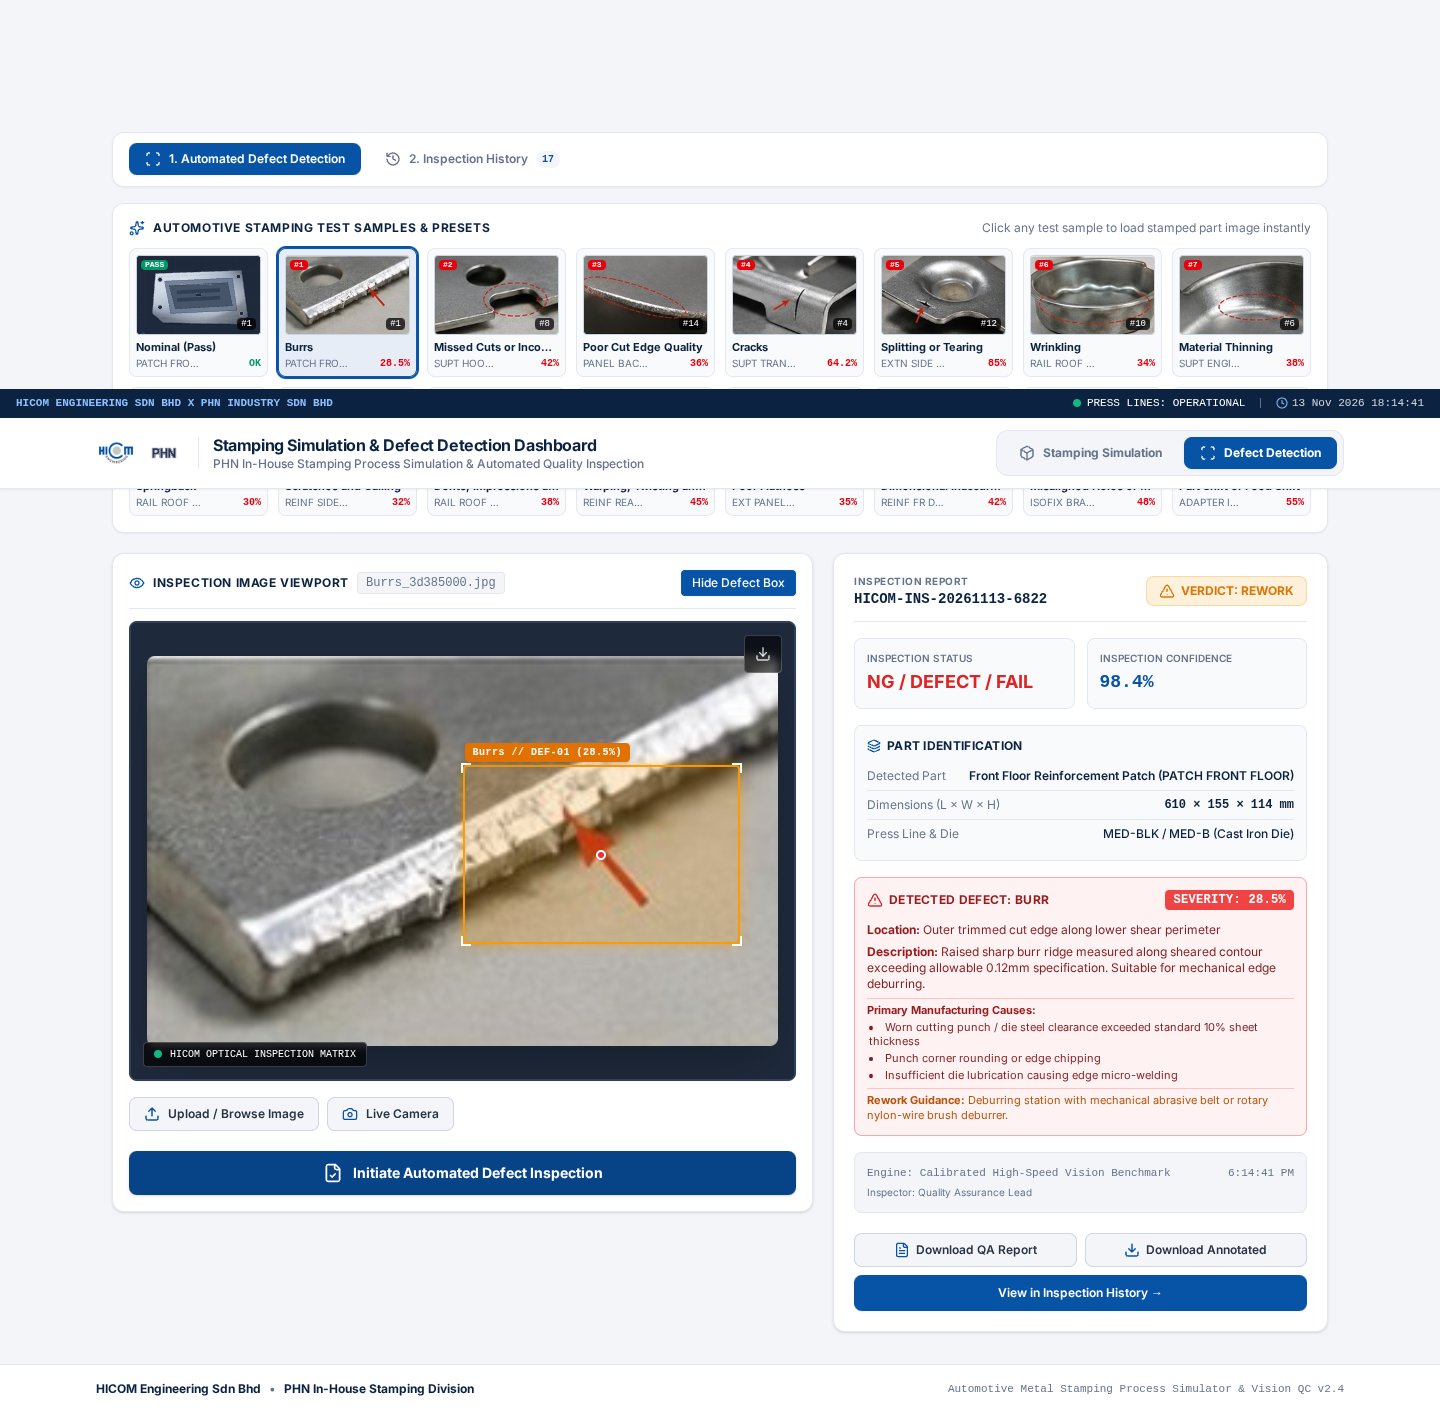 1. Automated Defect Detection
2. Inspection History 17
AUTOMOTIVE STAMPING TEST SAMPLES & PRESETS
Click any test sample to load stamped part image instantly
PASS
#1
Nominal (Pass)
PATCH FRO... OK
#1
#1
Burrs
PATCH FRO... 28.5%
#2
#8
Missed Cuts or Inco...
SUPT HOO... 42%
#3
#14
Poor Cut Edge Quality
PANEL BAC... 36%
#4
#4
Cracks
SUPT TRAN... 64.2%
#5
#12
Splitting or Tearing
EXTN SIDE ... 85%
#6
#10
Wrinkling
RAIL ROOF ... 34%
#7
#6
Material Thinning
SUPT ENGI... 38%
HICOM ENGINEERING SDN BHD X PHN INDUSTRY SDN BHD
PRESS LINES: OPERATIONAL | 13 Nov 2026 18:14:41
HICOM
PHN
Stamping Simulation & Defect Detection Dashboard
PHN In-House Stamping Process Simulation & Automated Quality Inspection
Stamping Simulation
Defect Detection
RAIL ROOF ... 30%
REINF SIDE... 32%
RAIL ROOF ... 38%
REINF REA... 45%
EXT PANEL... 35%
REINF FR D... 42%
ISOFIX BRA... 48%
ADAPTER I... 55%
INSPECTION IMAGE VIEWPORT
Burrs_3d385000.jpg
Hide Defect Box
Burrs // DEF-01 (28.5%)
HICOM OPTICAL INSPECTION MATRIX
Upload / Browse Image
Live Camera
Initiate Automated Defect Inspection
INSPECTION REPORT
HICOM-INS-20261113-6822
VERDICT: REWORK
INSPECTION STATUS
NG / DEFECT / FAIL
INSPECTION CONFIDENCE
98.4%
PART IDENTIFICATION
Detected Part Front Floor Reinforcement Patch (PATCH FRONT FLOOR)
Dimensions (L × W × H) 610 × 155 × 114 mm
Press Line & Die MED-BLK / MED-B (Cast Iron Die)
DETECTED DEFECT: BURR
SEVERITY: 28.5%
Location: Outer trimmed cut edge along lower shear perimeter
Description: Raised sharp burr ridge measured along sheared contour
exceeding allowable 0.12mm specification. Suitable for mechanical edge
deburring.
Primary Manufacturing Causes:
• Worn cutting punch / die steel clearance exceeded standard 10% sheet
thickness
• Punch corner rounding or edge chipping
• Insufficient die lubrication causing edge micro-welding
Rework Guidance: Deburring station with mechanical abrasive belt or rotary
nylon-wire brush deburrer.
Engine: Calibrated High-Speed Vision Benchmark 6:14:41 PM
Inspector: Quality Assurance Lead
Download QA Report
Download Annotated
View in Inspection History →
HICOM Engineering Sdn Bhd • PHN In-House Stamping Division
Automotive Metal Stamping Process Simulator & Vision QC v2.4